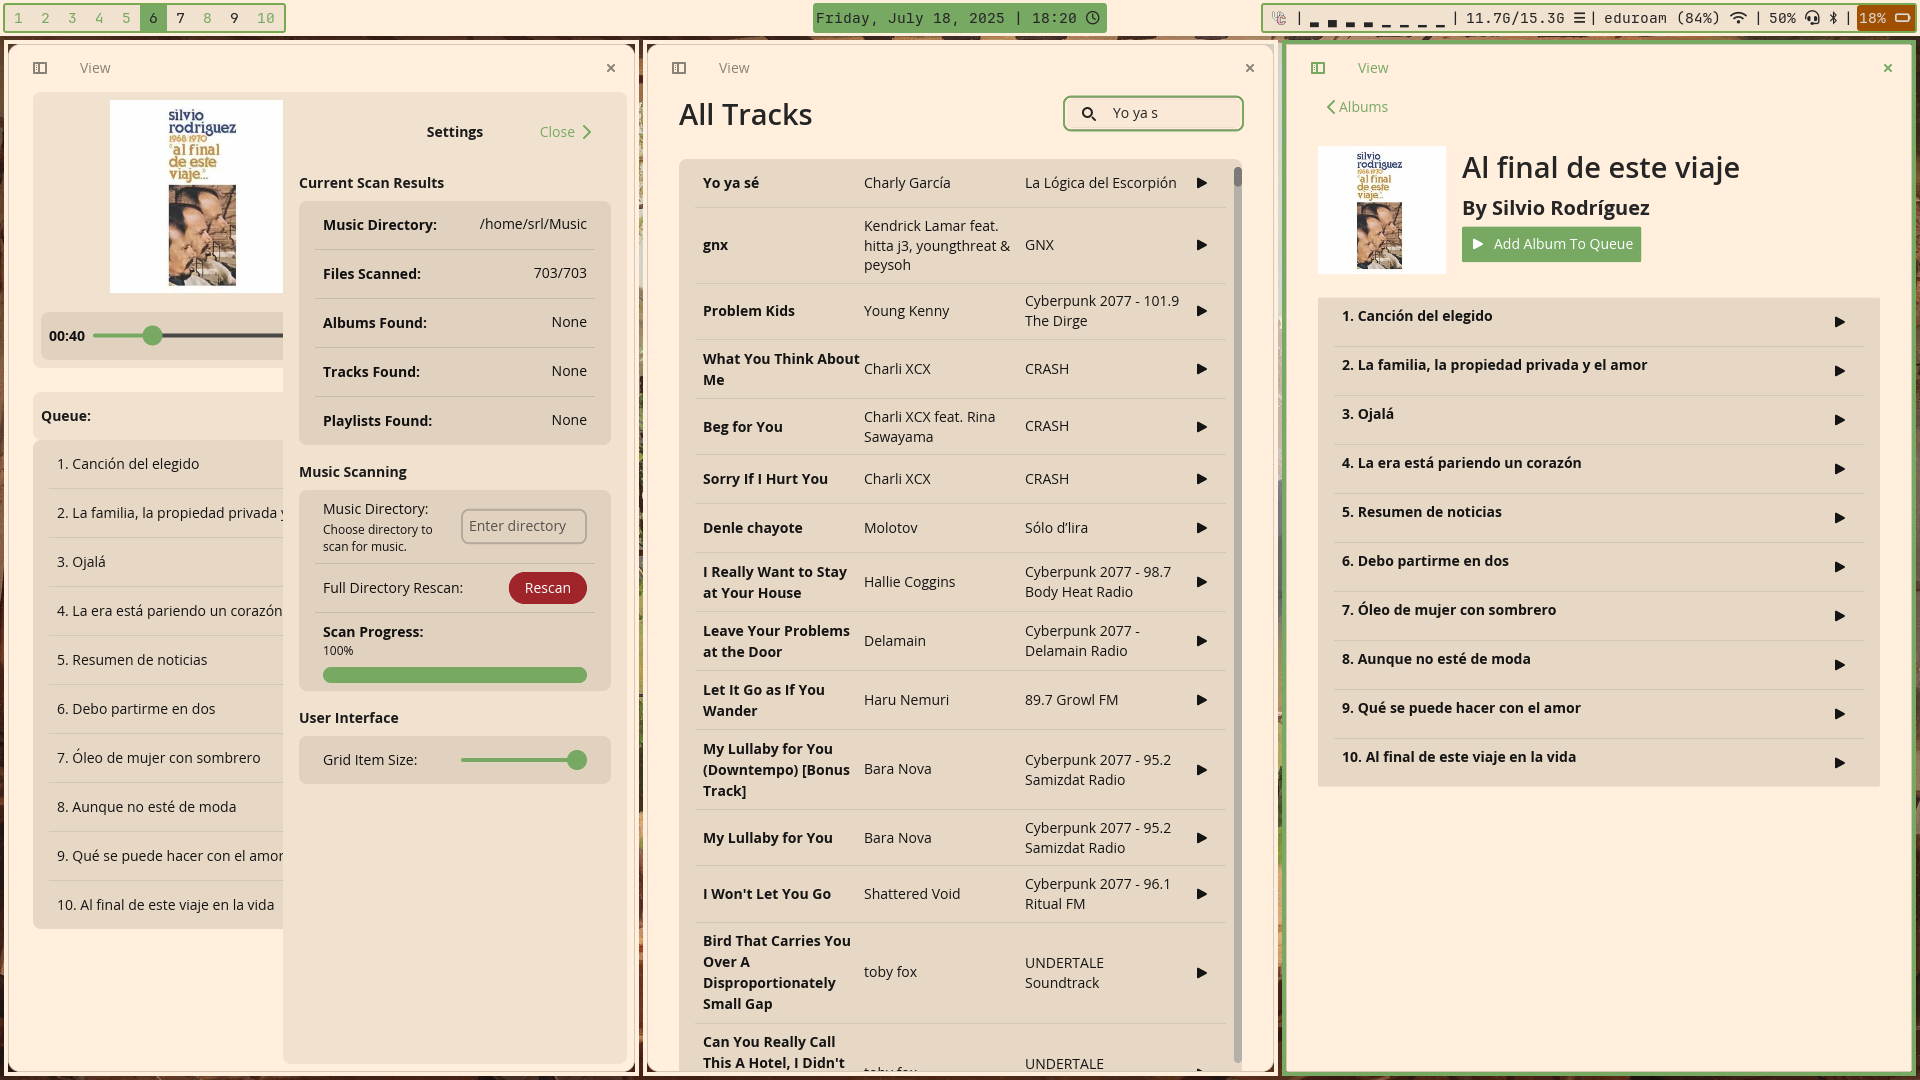 1 2 3 4 5 6 7 8 9 10
Friday, July 18, 2025 | 18:20
| | 11.7G/15.3G | eduroam (84%) | 50% | 18%
View
silvio
rodriguez
1968/1970
"al final
de este
viaje..."
00:40
Queue:
1. Canción del elegido
2. La familia, la propiedad privada y
3. Ojalá
4. La era está pariendo un corazón
5. Resumen de noticias
6. Debo partirme en dos
7. Óleo de mujer con sombrero
8. Aunque no esté de moda
9. Qué se puede hacer con el amor
10. Al final de este viaje en la vida
Settings
Close
Current Scan Results
Music Directory: /home/srl/Music
Files Scanned: 703/703
Albums Found: None
Tracks Found: None
Playlists Found: None
Music Scanning
Music Directory:
Choose directory to
scan for music.
Enter directory
Full Directory Rescan: Rescan
Scan Progress:
100%
User Interface
Grid Item Size:
View
All Tracks
Yo ya s
Yo ya sé Charly García La Lógica del Escorpión
gnx Kendrick Lamar feat.
hitta j3, youngthreat &
peysoh GNX
Problem Kids Young Kenny Cyberpunk 2077 - 101.9
The Dirge
What You Think About
Me Charli XCX CRASH
Beg for You Charli XCX feat. Rina
Sawayama CRASH
Sorry If I Hurt You Charli XCX CRASH
Denle chayote Molotov Sólo d’lira
I Really Want to Stay
at Your House Hallie Coggins Cyberpunk 2077 - 98.7
Body Heat Radio
Leave Your Problems
at the Door Delamain Cyberpunk 2077 -
Delamain Radio
Let It Go as If You
Wander Haru Nemuri 89.7 Growl FM
My Lullaby for You
(Downtempo) [Bonus
Track] Bara Nova Cyberpunk 2077 - 95.2
Samizdat Radio
My Lullaby for You Bara Nova Cyberpunk 2077 - 95.2
Samizdat Radio
I Won't Let You Go Shattered Void Cyberpunk 2077 - 96.1
Ritual FM
Bird That Carries You
Over A
Disproportionately
Small Gap toby fox UNDERTALE
Soundtrack
Can You Really Call
This A Hotel, I Didn't toby fox UNDERTALE
View
Albums
silvio
rodriguez
1968/1970
"al final
de este
viaje..."
Al final de este viaje
By Silvio Rodríguez
Add Album To Queue
1. Canción del elegido
2. La familia, la propiedad privada y el amor
3. Ojalá
4. La era está pariendo un corazón
5. Resumen de noticias
6. Debo partirme en dos
7. Óleo de mujer con sombrero
8. Aunque no esté de moda
9. Qué se puede hacer con el amor
10. Al final de este viaje en la vida